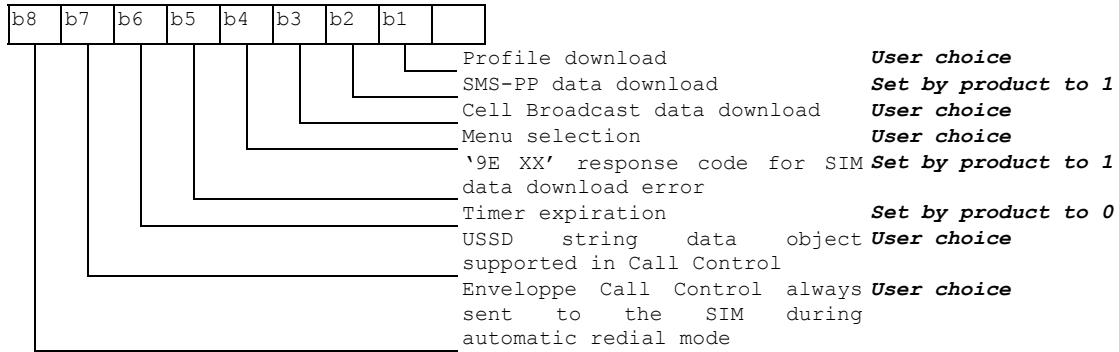 b8 b7 b6 b5 b4 b3 b2 b1
Profile download User choice
SMS-PP data download Set by product to 1
Cell Broadcast data download User choice
Menu selection User choice
‘9E XX’ response code for SIM Set by product to 1
data download error
Timer expiration Set by product to 0
USSD string data object User choice
supported in Call Control
Enveloppe Call Control always User choice
sent to the SIM during
automatic redial mode